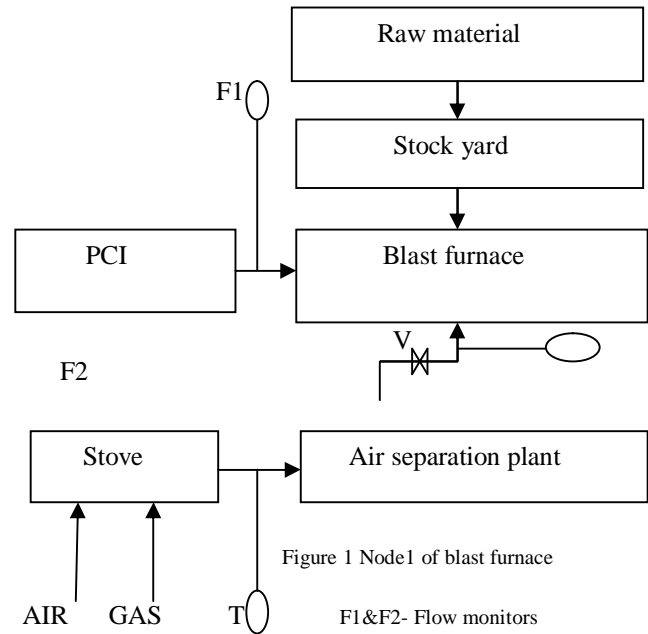 Raw material
F1
Stock yard
PCI
Blast furnace
V
F2
Stove
Air separation plant
Figure 1 Node1 of blast furnace
AIR GAS T
F1&F2- Flow monitors